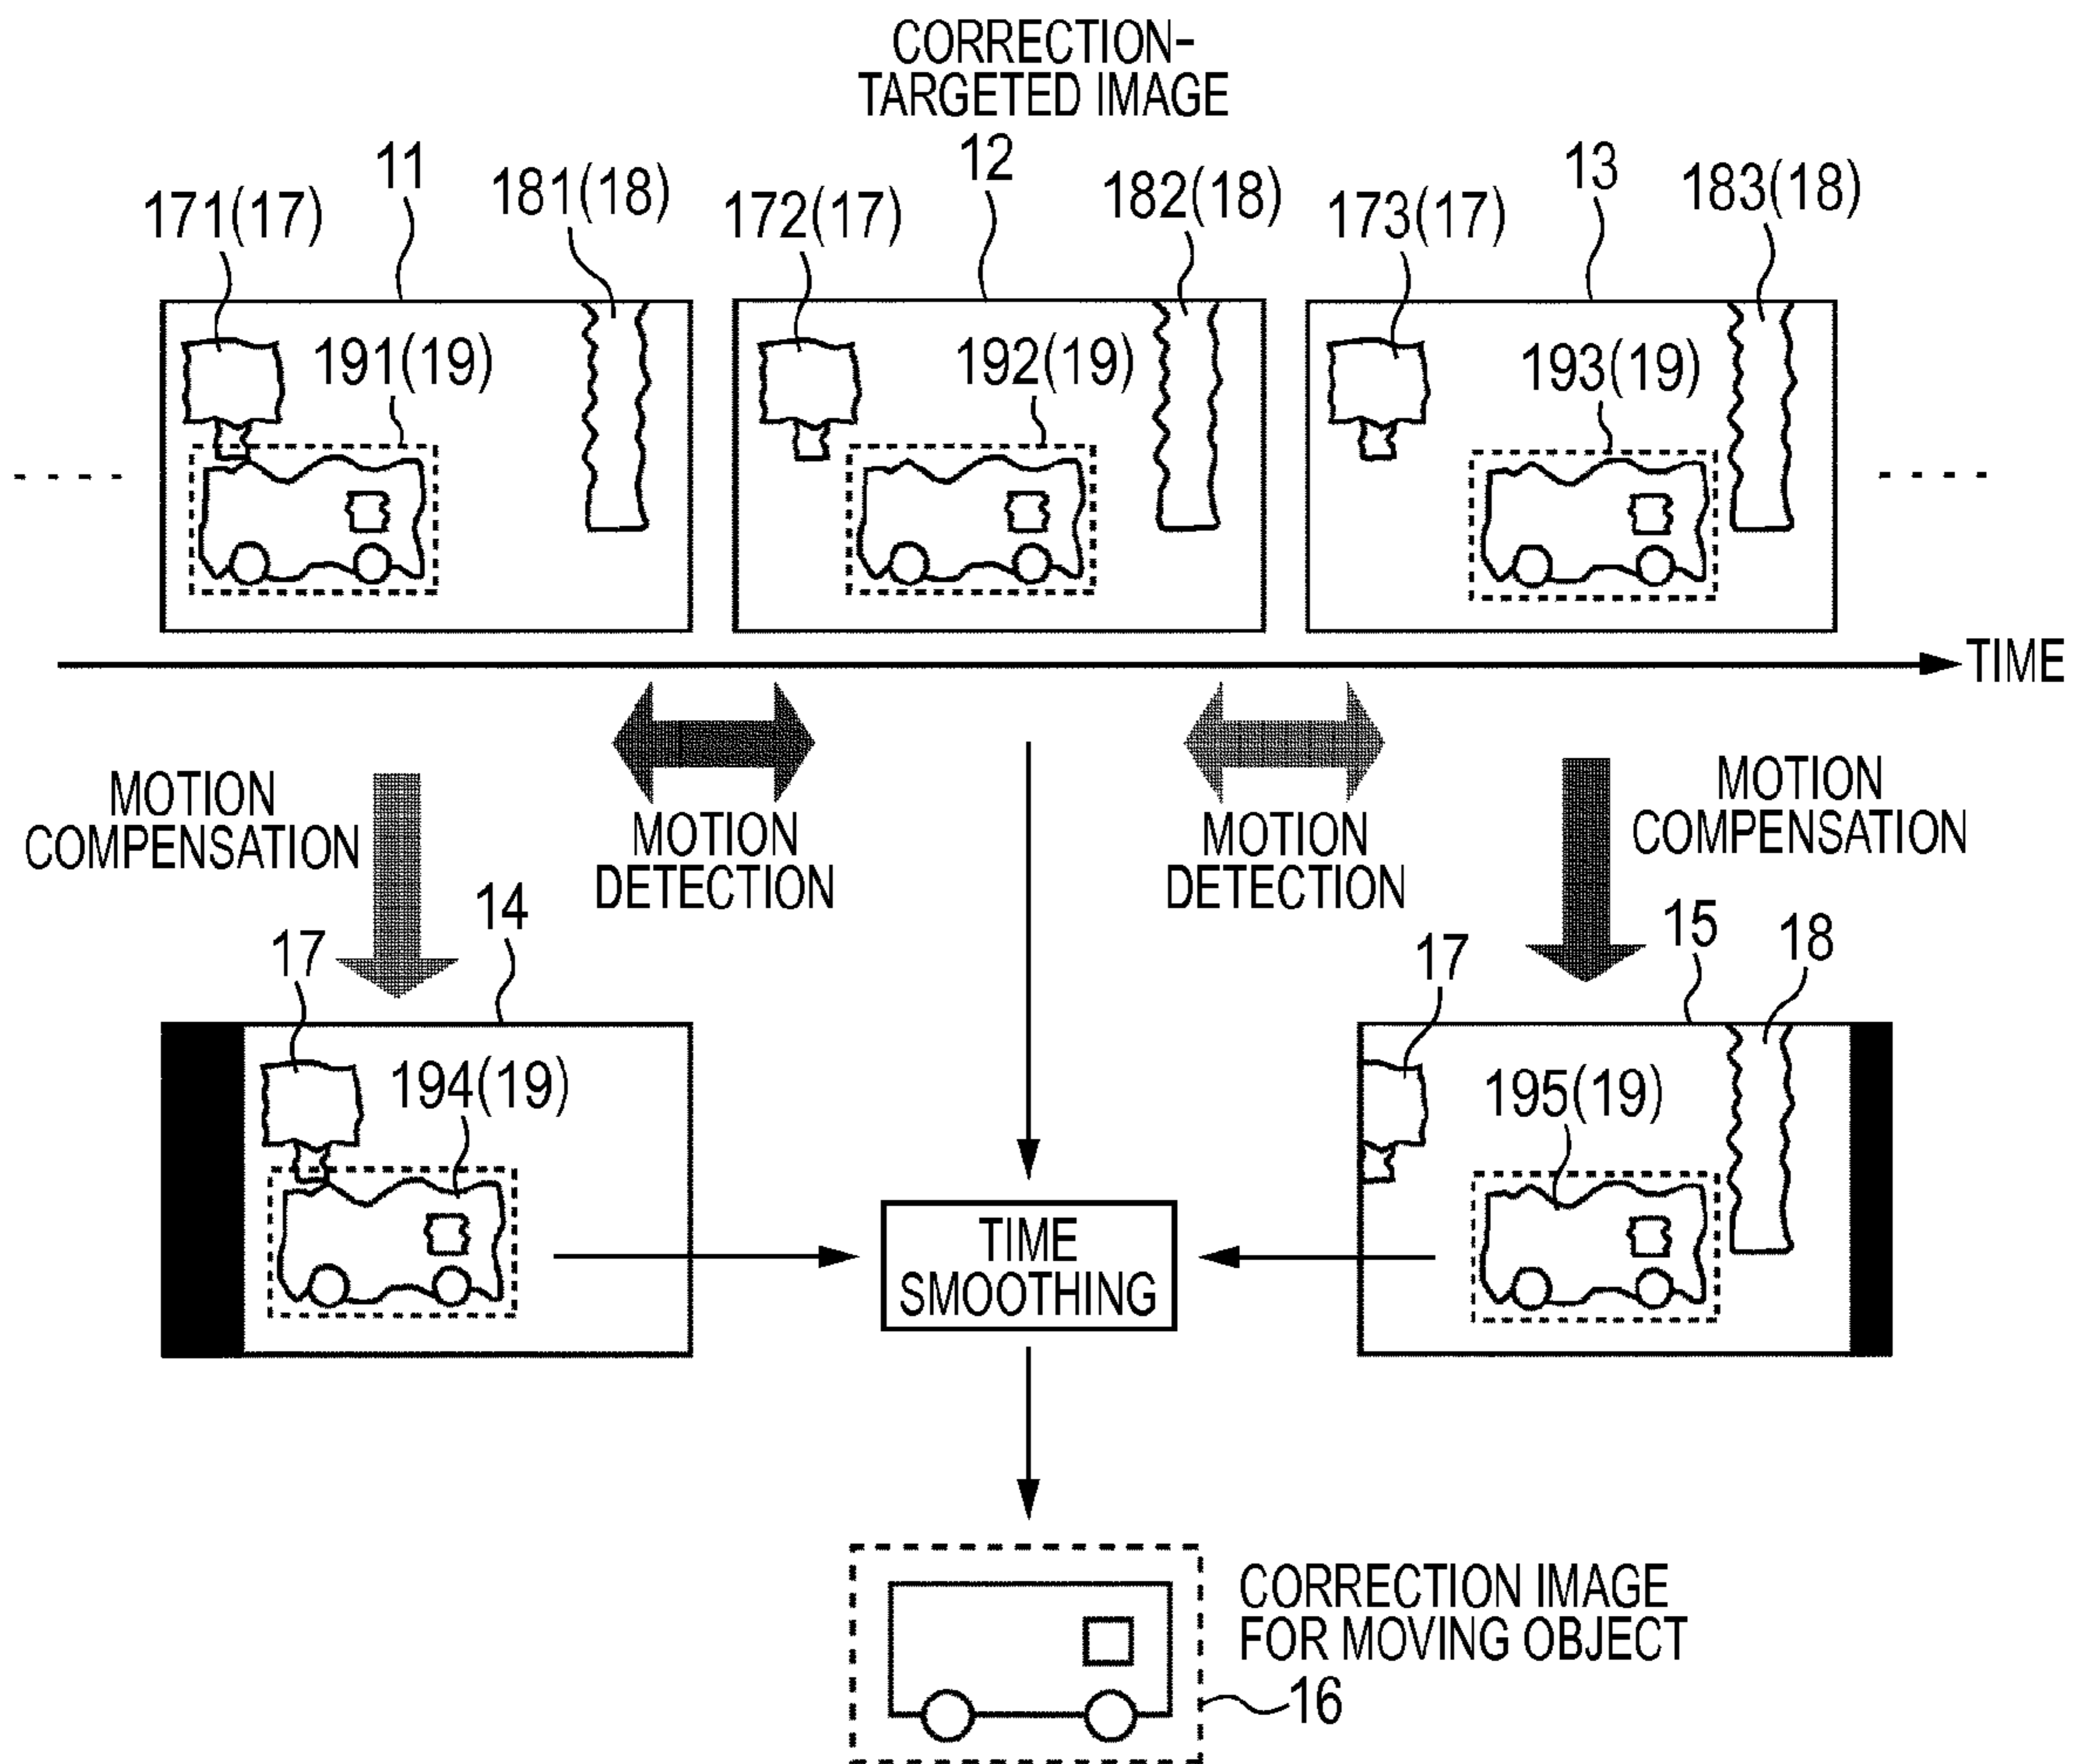 CORRECTION-
TARGETED IMAGE
11
12
13
171(17)
181(18)
172(17)
182(18)
173(17)
183(18)
191(19)
192(19)
193(19)
TIME
MOTION
COMPENSATION
MOTION
DETECTION
MOTION
DETECTION
MOTION
COMPENSATION
17
14
17
15
18
194(19)
195(19)
TIME
SMOOTHING
CORRECTION IMAGE
FOR MOVING OBJECT
16